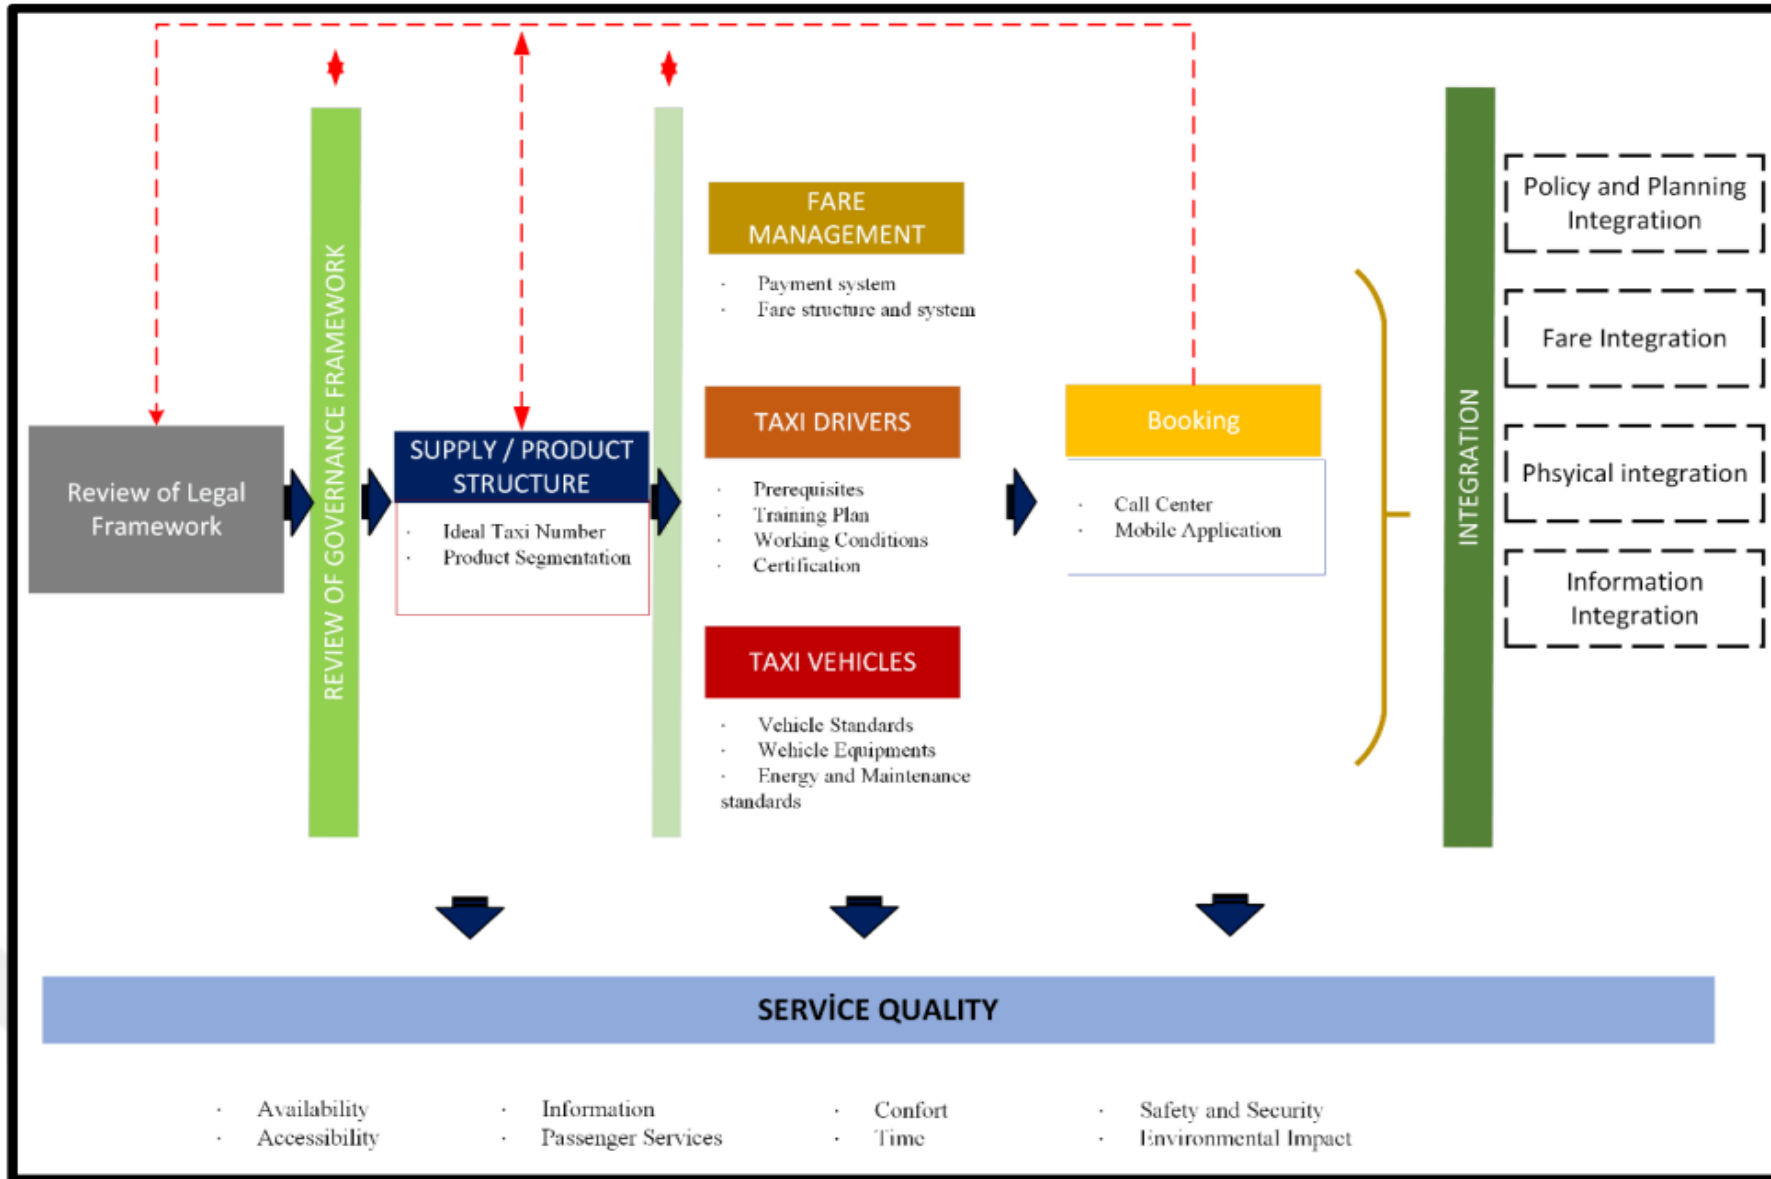 Review of Legal
Framework
REVIEW OF GOVERNANCE FRAMEWORK
SUPPLY / PRODUCT
STRUCTURE
· Ideal Taxi Number
· Product Segmentation
FARE
MANAGEMENT
· Payment system
· Fare structure and system
TAXI DRIVERS
· Prerequisites
· Training Plan
· Working Conditions
· Certification
TAXI VEHICLES
· Vehicle Standards
· Wehicle Equipments
· Energy and Maintenance
standards
Booking
· Call Center
· Mobile Application
INTEGRATION
Policy and Planning
Integratiıon
Fare Integration
Phsyical integration
Information
Integration
SERVİCE QUALITY
· Availability
· Accessibility
· Information
· Passenger Services
· Confort
· Time
· Safety and Security
· Environmental Impact